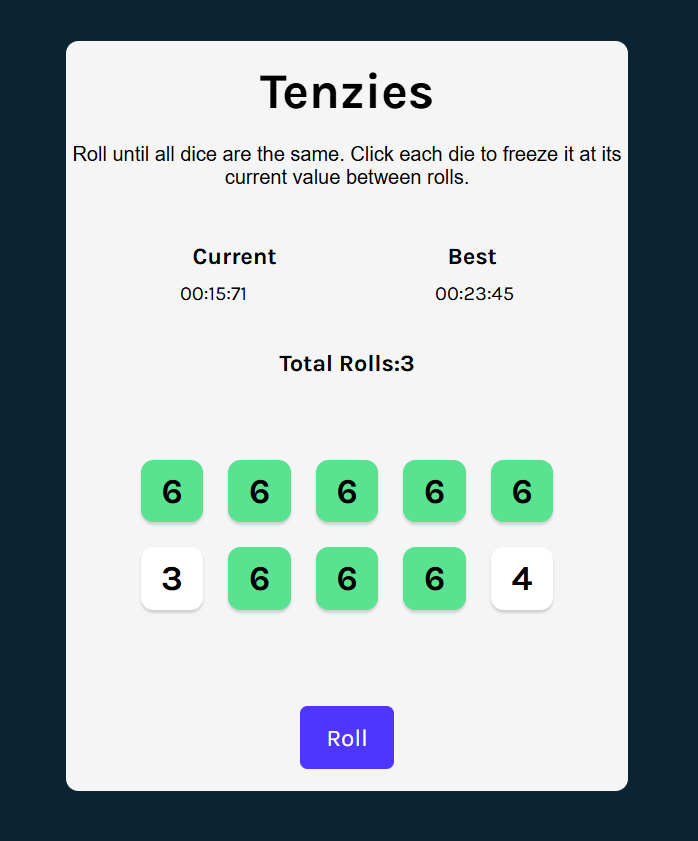 Tenzies
Roll until all dice are the same. Click each die to freeze it at its
current value between rolls.
Current Best
00:15:71 00:23:45
Total Rolls:3
6 6 6 6 6
3 6 6 6 4
Roll